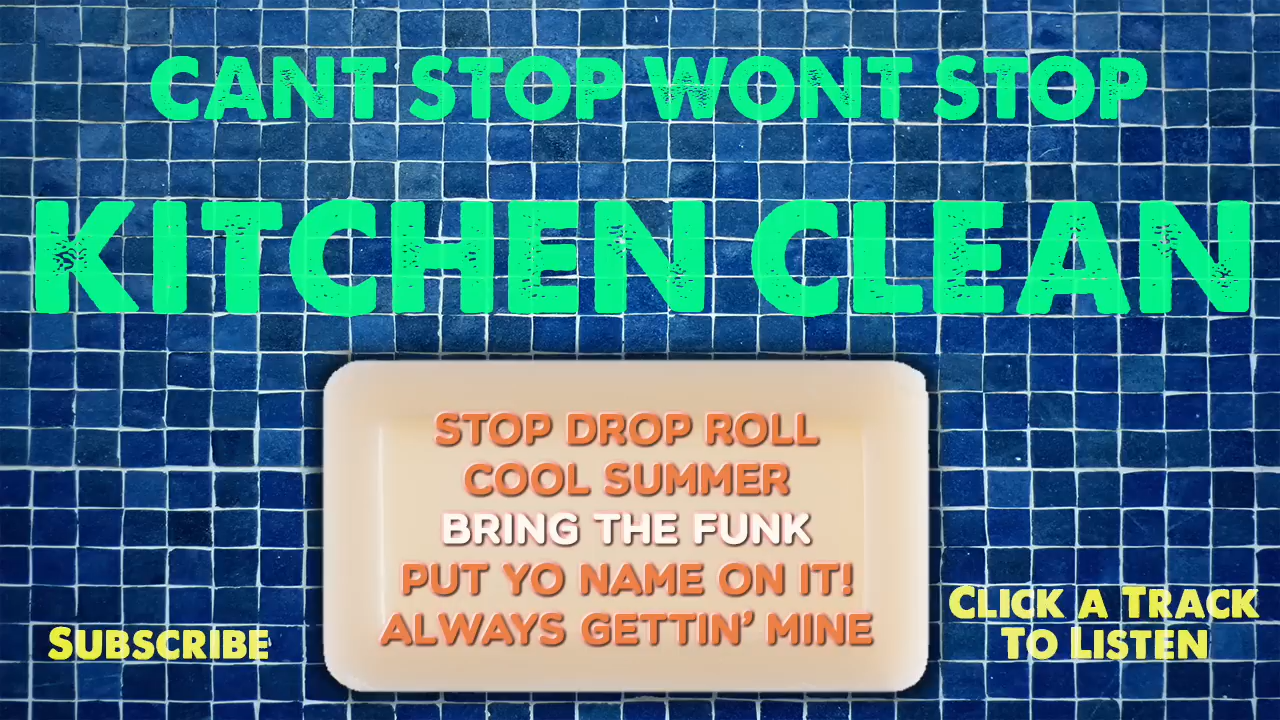 CANT STOP WONT STOP
KITCHEN CLEAN
STOP DROP ROLL
COOL SUMMER
BRING THE FUNK
PUT YO NAME ON IT!
ALWAYS GETTIN’ MINE
SUBSCRIBE
CLICK A TRACK
TO LISTEN